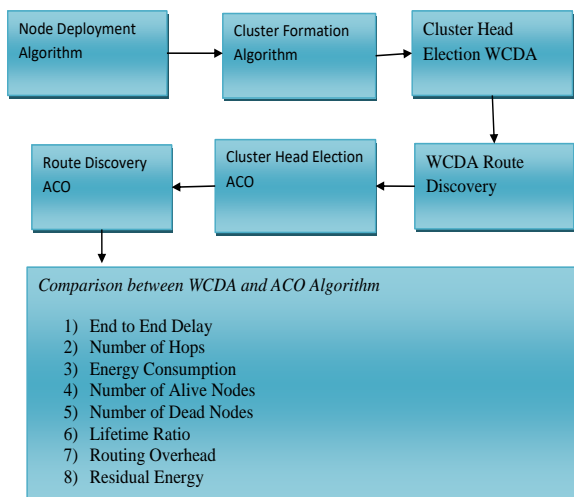 Node Deployment
Algorithm
Cluster Formation
Algorithm
Cluster Head
Election WCDA
Route Discovery
ACO
Cluster Head Election
ACO
WCDA Route
Discovery
Comparison between WCDA and ACO Algorithm
1) End to End Delay
2) Number of Hops
3) Energy Consumption
4) Number of Alive Nodes
5) Number of Dead Nodes
6) Lifetime Ratio
7) Routing Overhead
8) Residual Energy